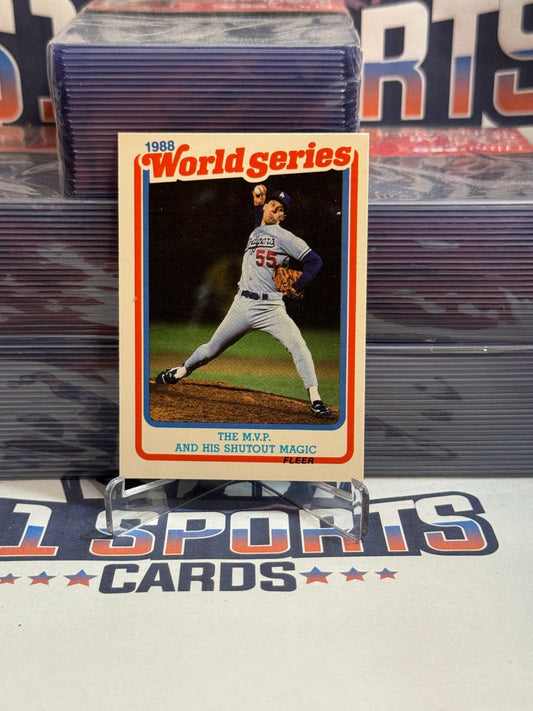 SPORTS
1988
World Series
Dodgers
55
THE M.V.P.
AND HIS SHUTOUT MAGIC
FLEER
1 SPORTS
CARDS